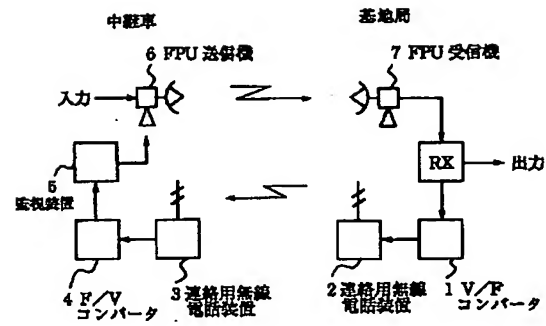 中継車
基地局
6 FPU 送信機
7 FPU 受信機
入力
RX
出力
5
監視装置
4 F/V
コンバータ
3 連絡用無線
電話装置
2 連絡用無線
電話装置
1 V/F
コンバータ